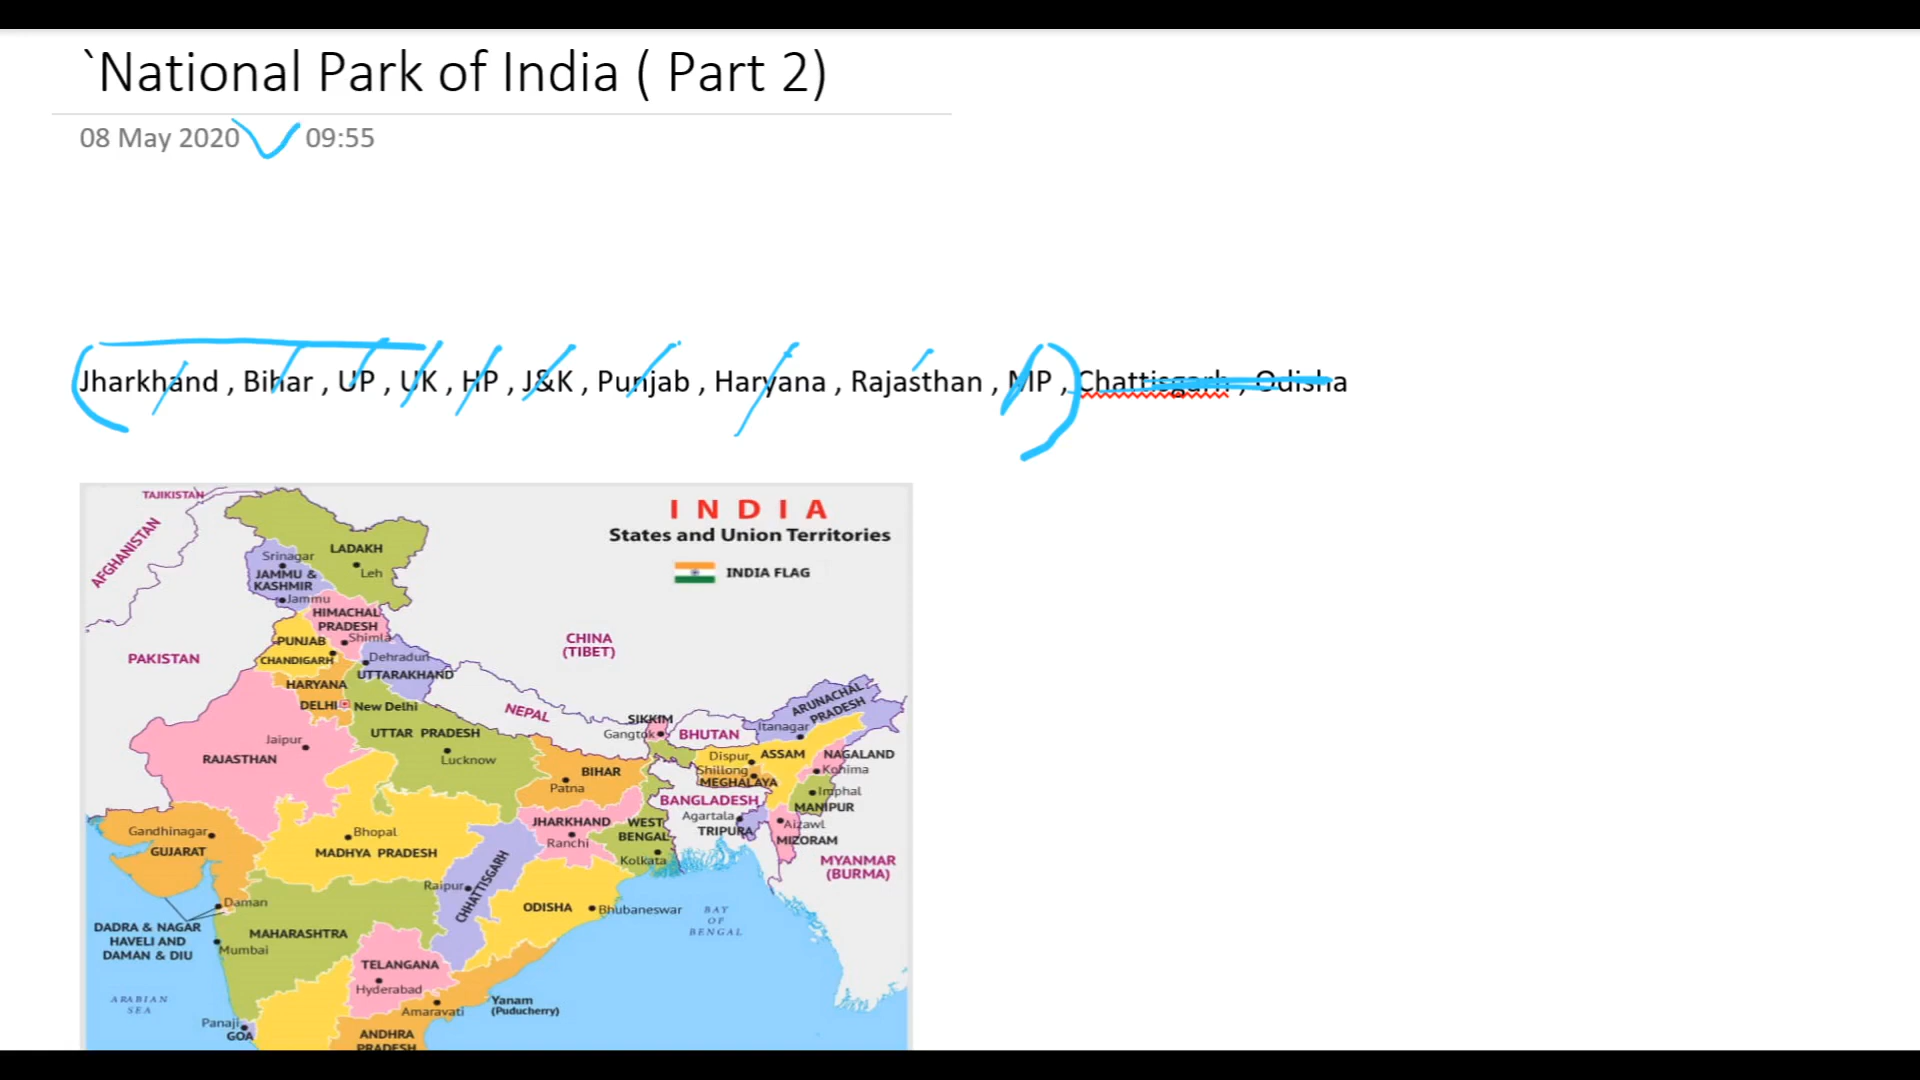 `National Park of India ( Part 2)
08 May 2020 09:55
Jharkhand , Bihar , UP , UK , HP , J&K , Punjab , Haryana , Rajasthan , MP , Chattisgarh , Odisha
INDIA
States and Union Territories
INDIA FLAG
TAJIKISTAN
AFGHANISTAN
LADAKH
Leh
Srinagar
JAMMU &
KASHMIR
Jammu
HIMACHAL
PRADESH
Shimla
PUNJAB
CHANDIGARH
Dehradun
UTTARAKHAND
HARYANA
DELHI
New Delhi
PAKISTAN
CHINA
(TIBET)
NEPAL
UTTAR PRADESH
Lucknow
Jaipur
RAJASTHAN
SIKKIM
Gangtok
BHUTAN
ARUNACHAL
PRADESH
Itanagar
Dispur
ASSAM
NAGALAND
Kohima
Shillong
MEGHALAYA
Imphal
MANIPUR
BIHAR
Patna
BANGLADESH
Agartala
TRIPURA
Aizawl
MIZORAM
MYANMAR
(BURMA)
JHARKHAND
Ranchi
WEST
BENGAL
Kolkata
Gandhinagar
GUJARAT
Bhopal
MADHYA PRADESH
Raipur
CHHATTISGARH
ODISHA
Bhubaneswar
BAY
OF
BENGAL
Daman
DADRA & NAGAR
HAVELI AND
DAMAN & DIU
MAHARASHTRA
Mumbai
TELANGANA
Hyderabad
Amaravati
Yanam
(Puducherry)
ARABIAN
SEA
Panaji
GOA
ANDHRA
PRADESH